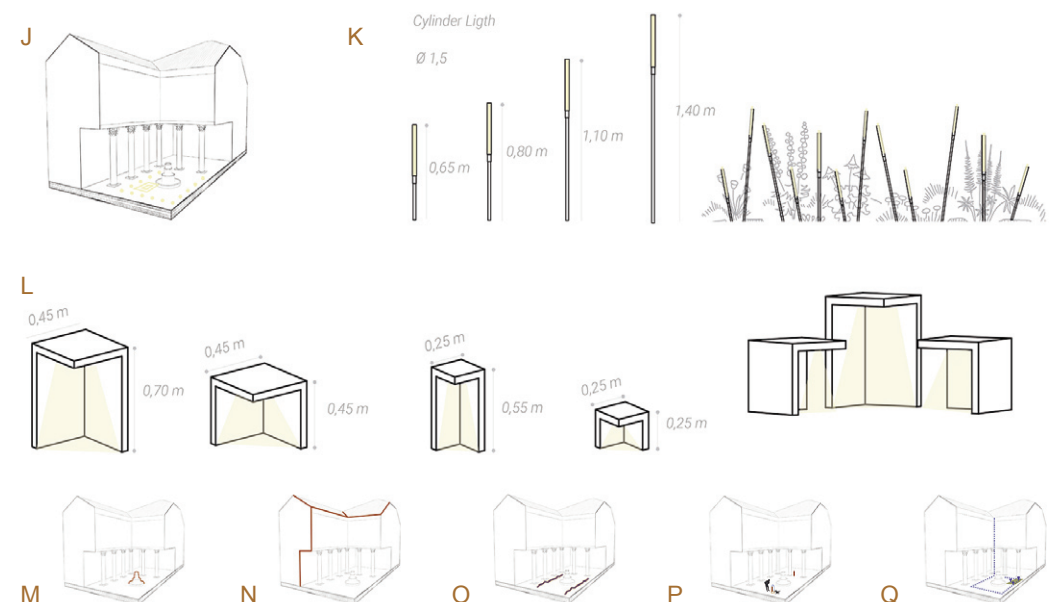 J
K
Cylinder Ligth
Ø 1,5
0,65 m
0,80 m
1,10 m
1,40 m
L
0,45 m
0,70 m
0,45 m
0,45 m
0,25 m
0,55 m
0,25 m
0,25 m
M
N
O
P
Q